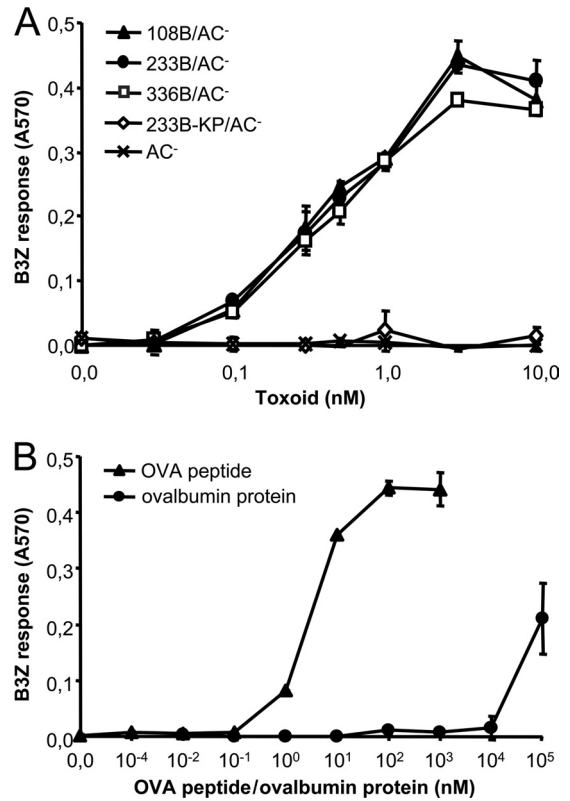 A
B3Z response (A570)
0,5
0,4
0,3
0,2
0,1
0,0
108B/AC-
233B/AC-
336B/AC-
233B-KP/AC-
AC-
0,0 0,1 1,0 10,0
Toxoid (nM)
B
B3Z response (A570)
0,5
0,4
0,3
0,2
0,1
0,0
OVA peptide
ovalbumin protein
0,0 10-4 10-2 10-1 100 101 102 103 104 105
OVA peptide/ovalbumin protein (nM)